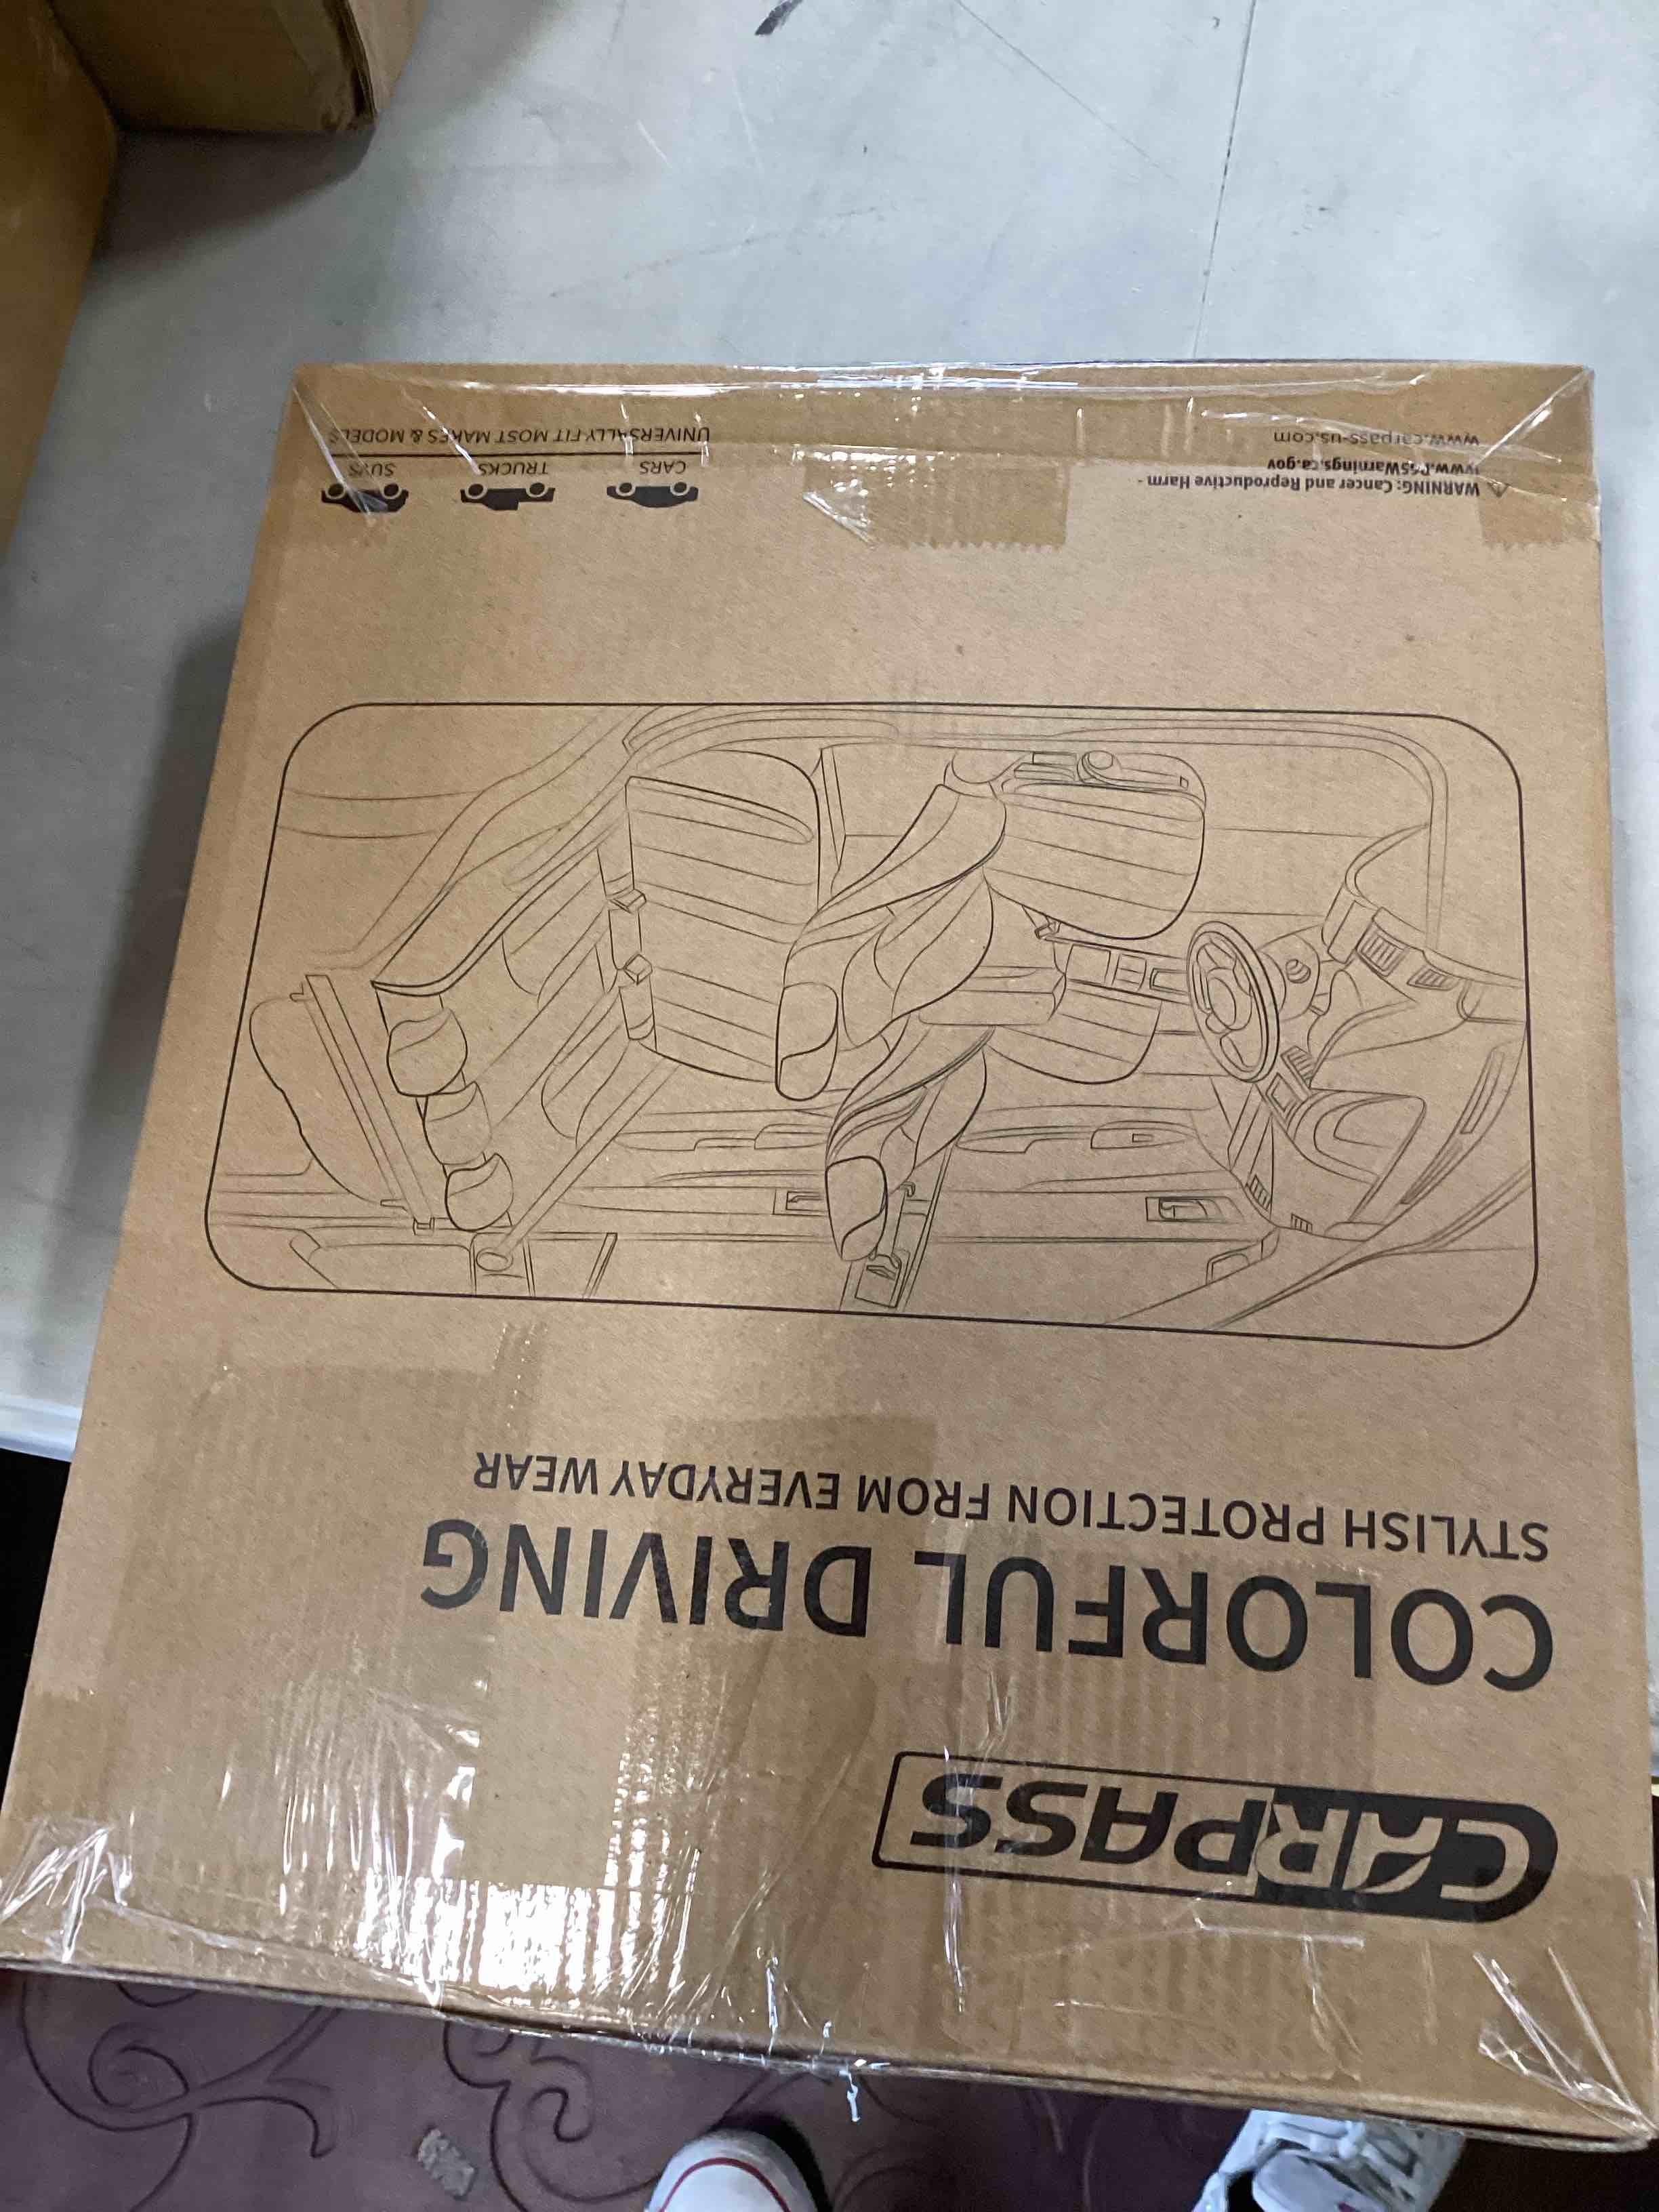 CARPASS
COLORFUL DRIVING
STYLISH PROTECTION FROM EVERYDAY WEAR
WARNING: Cancer and Reproductive Harm -
www.P65Warnings.ca.gov
www.carpass-us.com
CARS
TRUCKS
SUVS
UNIVERSALLY FIT MOST MAKES & MODELS